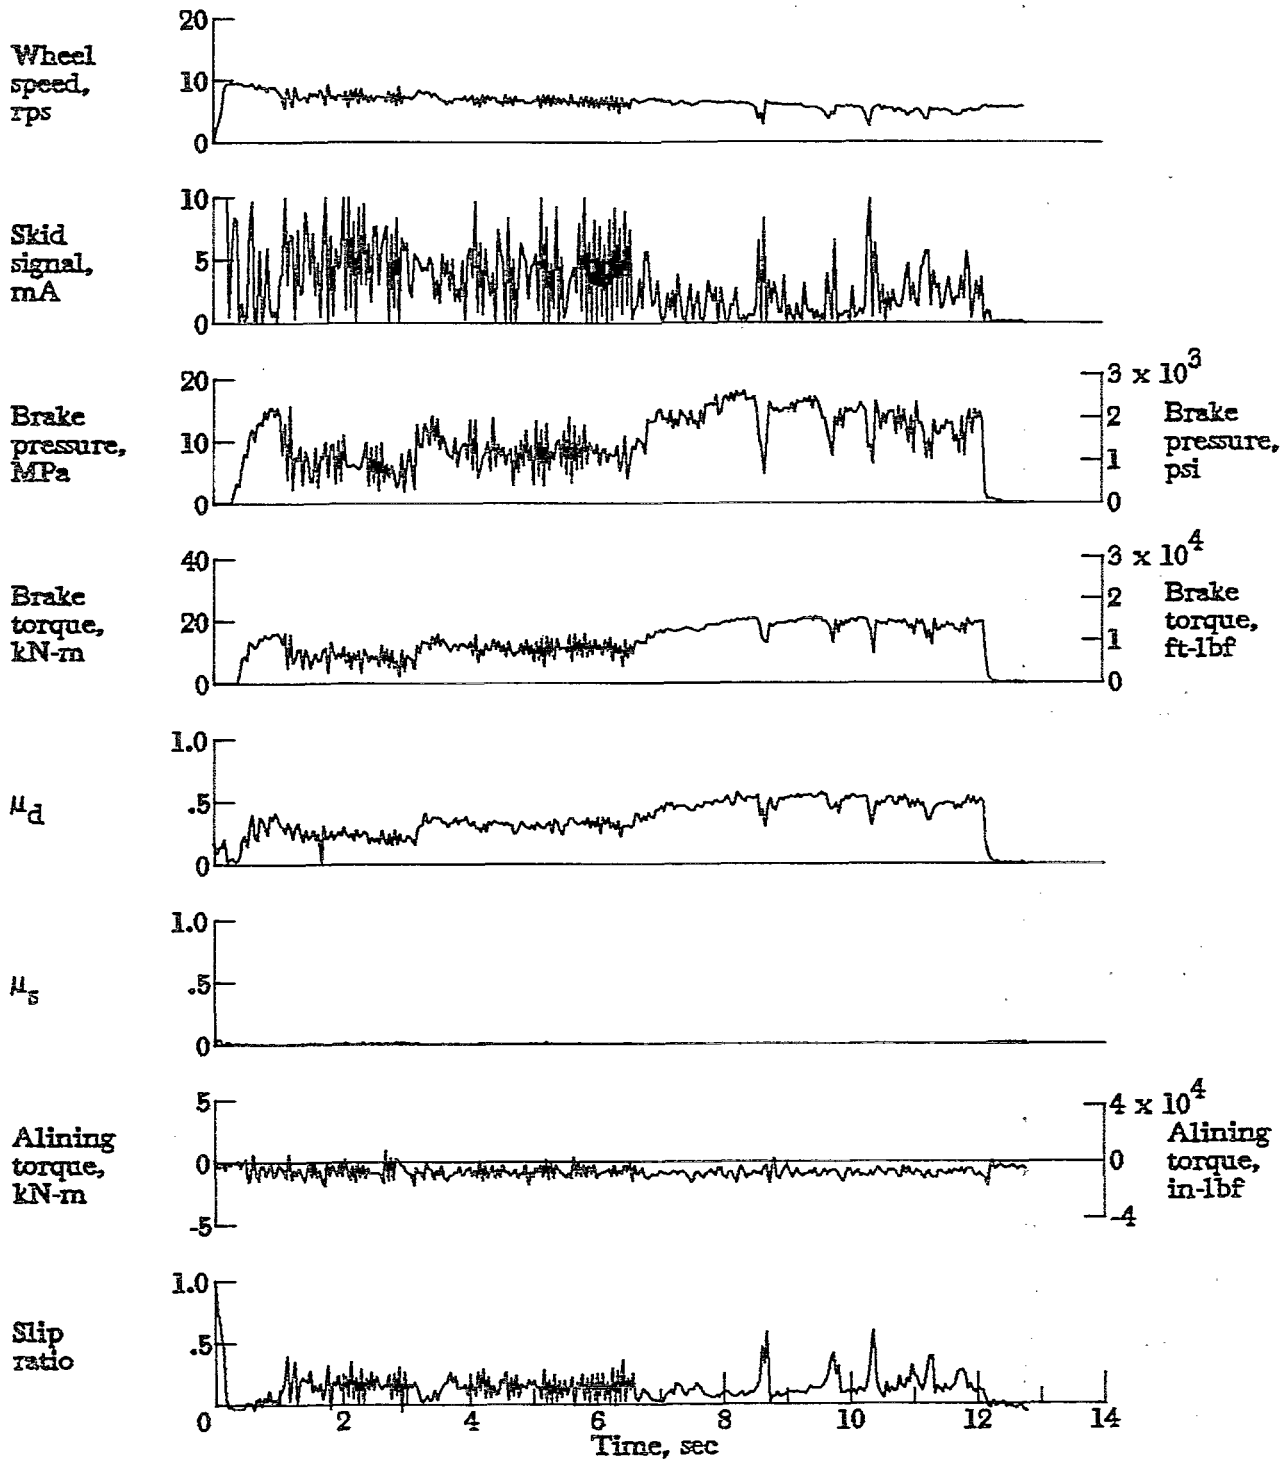 20
Wheel
speed,
rps
10
0
10
Skid
signal,
mA
5
0
20
Brake
pressure,
MPa
10
0
3 x 10^3
2
1
0
Brake
pressure,
psi
40
Brake
torque,
kN-m
20
0
3 x 10^4
2
1
0
Brake
torque,
ft-lbf
1.0
μd
.5
0
1.0
μs
.5
0
5
Alining
torque,
kN-m
0
-5
4 x 10^4
0
-4
Alining
torque,
in-lbf
1.0
Slip
ratio
.5
0 2 4 6 8 10 12 14
Time, sec